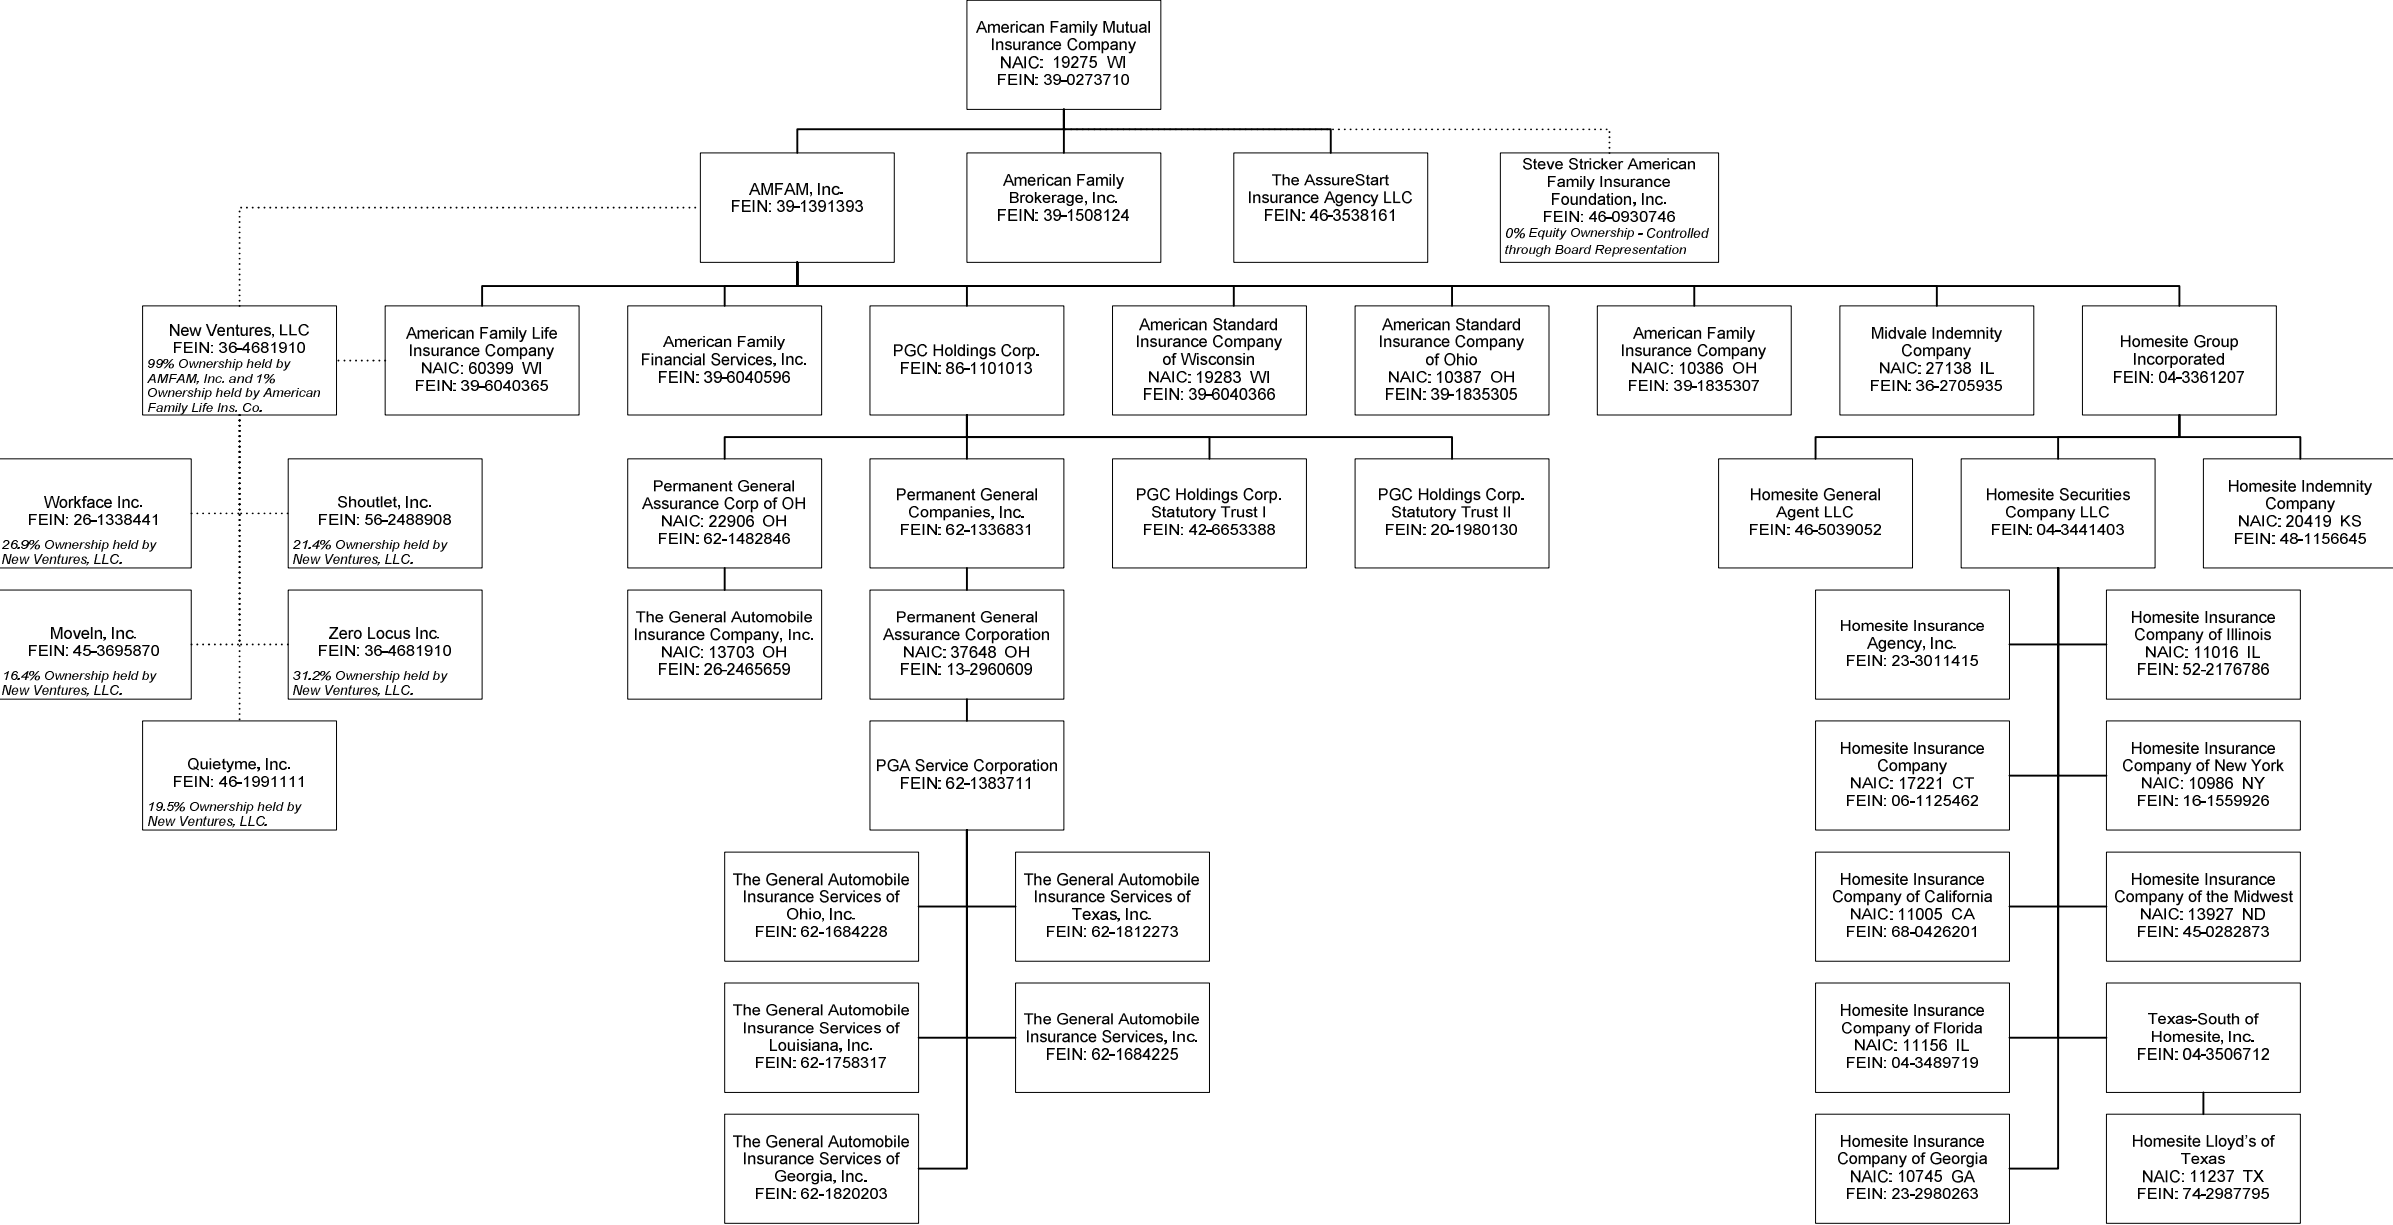 American Family Mutual
Insurance Company
NAIC: 19275 WI
FEIN: 39-0273710
AMFAM, Inc.
FEIN: 39-1391393
American Family
Brokerage, Inc.
FEIN: 39-1508124
The AssureStart
Insurance Agency LLC
FEIN: 46-3538161
Steve Stricker American
Family Insurance
Foundation, Inc.
FEIN: 46-0930746
0% Equity Ownership - Controlled
through Board Representation
New Ventures, LLC
FEIN: 36-4681910
99% Ownership held by
AMFAM, Inc. and 1%
Ownership held by American
Family Life Ins. Co.
American Family Life
Insurance Company
NAIC: 60399 WI
FEIN: 39-6040365
American Family
Financial Services, Inc.
FEIN: 39-6040596
PGC Holdings Corp.
FEIN: 86-1101013
American Standard
Insurance Company
of Wisconsin
NAIC: 19283 WI
FEIN: 39-6040366
American Standard
Insurance Company
of Ohio
NAIC: 10387 OH
FEIN: 39-1835305
American Family
Insurance Company
NAIC: 10386 OH
FEIN: 39-1835307
Midvale Indemnity
Company
NAIC: 27138 IL
FEIN: 36-2705935
Homesite Group
Incorporated
FEIN: 04-3361207
Workface Inc.
FEIN: 26-1338441
26.9% Ownership held by
New Ventures, LLC.
Shoutlet, Inc.
FEIN: 56-2488908
21.4% Ownership held by
New Ventures, LLC.
Permanent General
Assurance Corp of OH
NAIC: 22906 OH
FEIN: 62-1482846
Permanent General
Companies, Inc.
FEIN: 62-1336831
PGC Holdings Corp.
Statutory Trust I
FEIN: 42-6653388
PGC Holdings Corp.
Statutory Trust II
FEIN: 20-1980130
Homesite General
Agent LLC
FEIN: 46-5039052
Homesite Securities
Company LLC
FEIN: 04-3441403
Homesite Indemnity
Company
NAIC: 20419 KS
FEIN: 48-1156645
MoveIn, Inc.
FEIN: 45-3695870
16.4% Ownership held by
New Ventures, LLC.
Zero Locus Inc.
FEIN: 36-4681910
31.2% Ownership held by
New Ventures, LLC.
The General Automobile
Insurance Company, Inc.
NAIC: 13703 OH
FEIN: 26-2465659
Permanent General
Assurance Corporation
NAIC: 37648 OH
FEIN: 13-2960609
Homesite Insurance
Agency, Inc.
FEIN: 23-3011415
Homesite Insurance
Company of Illinois
NAIC: 11016 IL
FEIN: 52-2176786
Quietyme, Inc.
FEIN: 46-1991111
19.5% Ownership held by
New Ventures, LLC.
PGA Service Corporation
FEIN: 62-1383711
Homesite Insurance
Company
NAIC: 17221 CT
FEIN: 06-1125462
Homesite Insurance
Company of New York
NAIC: 10986 NY
FEIN: 16-1559926
The General Automobile
Insurance Services of
Ohio, Inc.
FEIN: 62-1684228
The General Automobile
Insurance Services of
Texas, Inc.
FEIN: 62-1812273
Homesite Insurance
Company of California
NAIC: 11005 CA
FEIN: 68-0426201
Homesite Insurance
Company of the Midwest
NAIC: 13927 ND
FEIN: 45-0282873
The General Automobile
Insurance Services of
Louisiana, Inc.
FEIN: 62-1758317
The General Automobile
Insurance Services, Inc.
FEIN: 62-1684225
Homesite Insurance
Company of Florida
NAIC: 11156 IL
FEIN: 04-3489719
Texas-South of
Homesite, Inc.
FEIN: 04-3506712
The General Automobile
Insurance Services of
Georgia, Inc.
FEIN: 62-1820203
Homesite Insurance
Company of Georgia
NAIC: 10745 GA
FEIN: 23-2980263
Homesite Lloyd's of
Texas
NAIC: 11237 TX
FEIN: 74-2987795